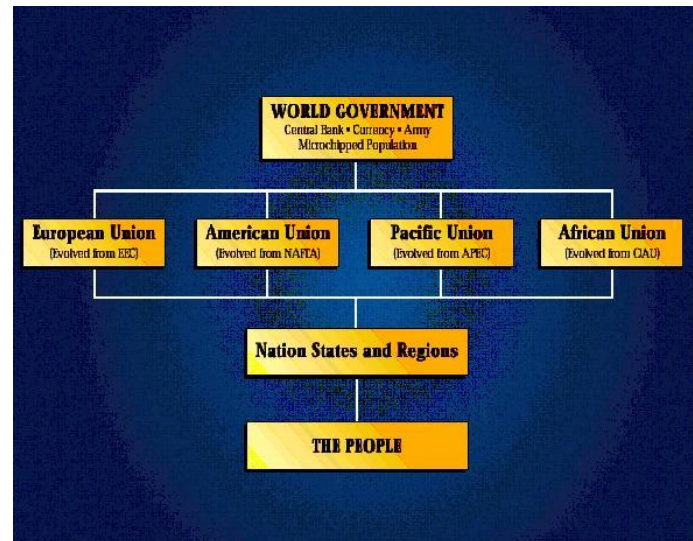 WORLD GOVERNMENT
Central Bank • Currency • Army
Microchipped Population
European Union
(Evolved from EEC)
American Union
(Evolved from NAFTA)
Pacific Union
(Evolved from APEC)
African Union
(Evolved from OAU)
Nation States and Regions
THE PEOPLE